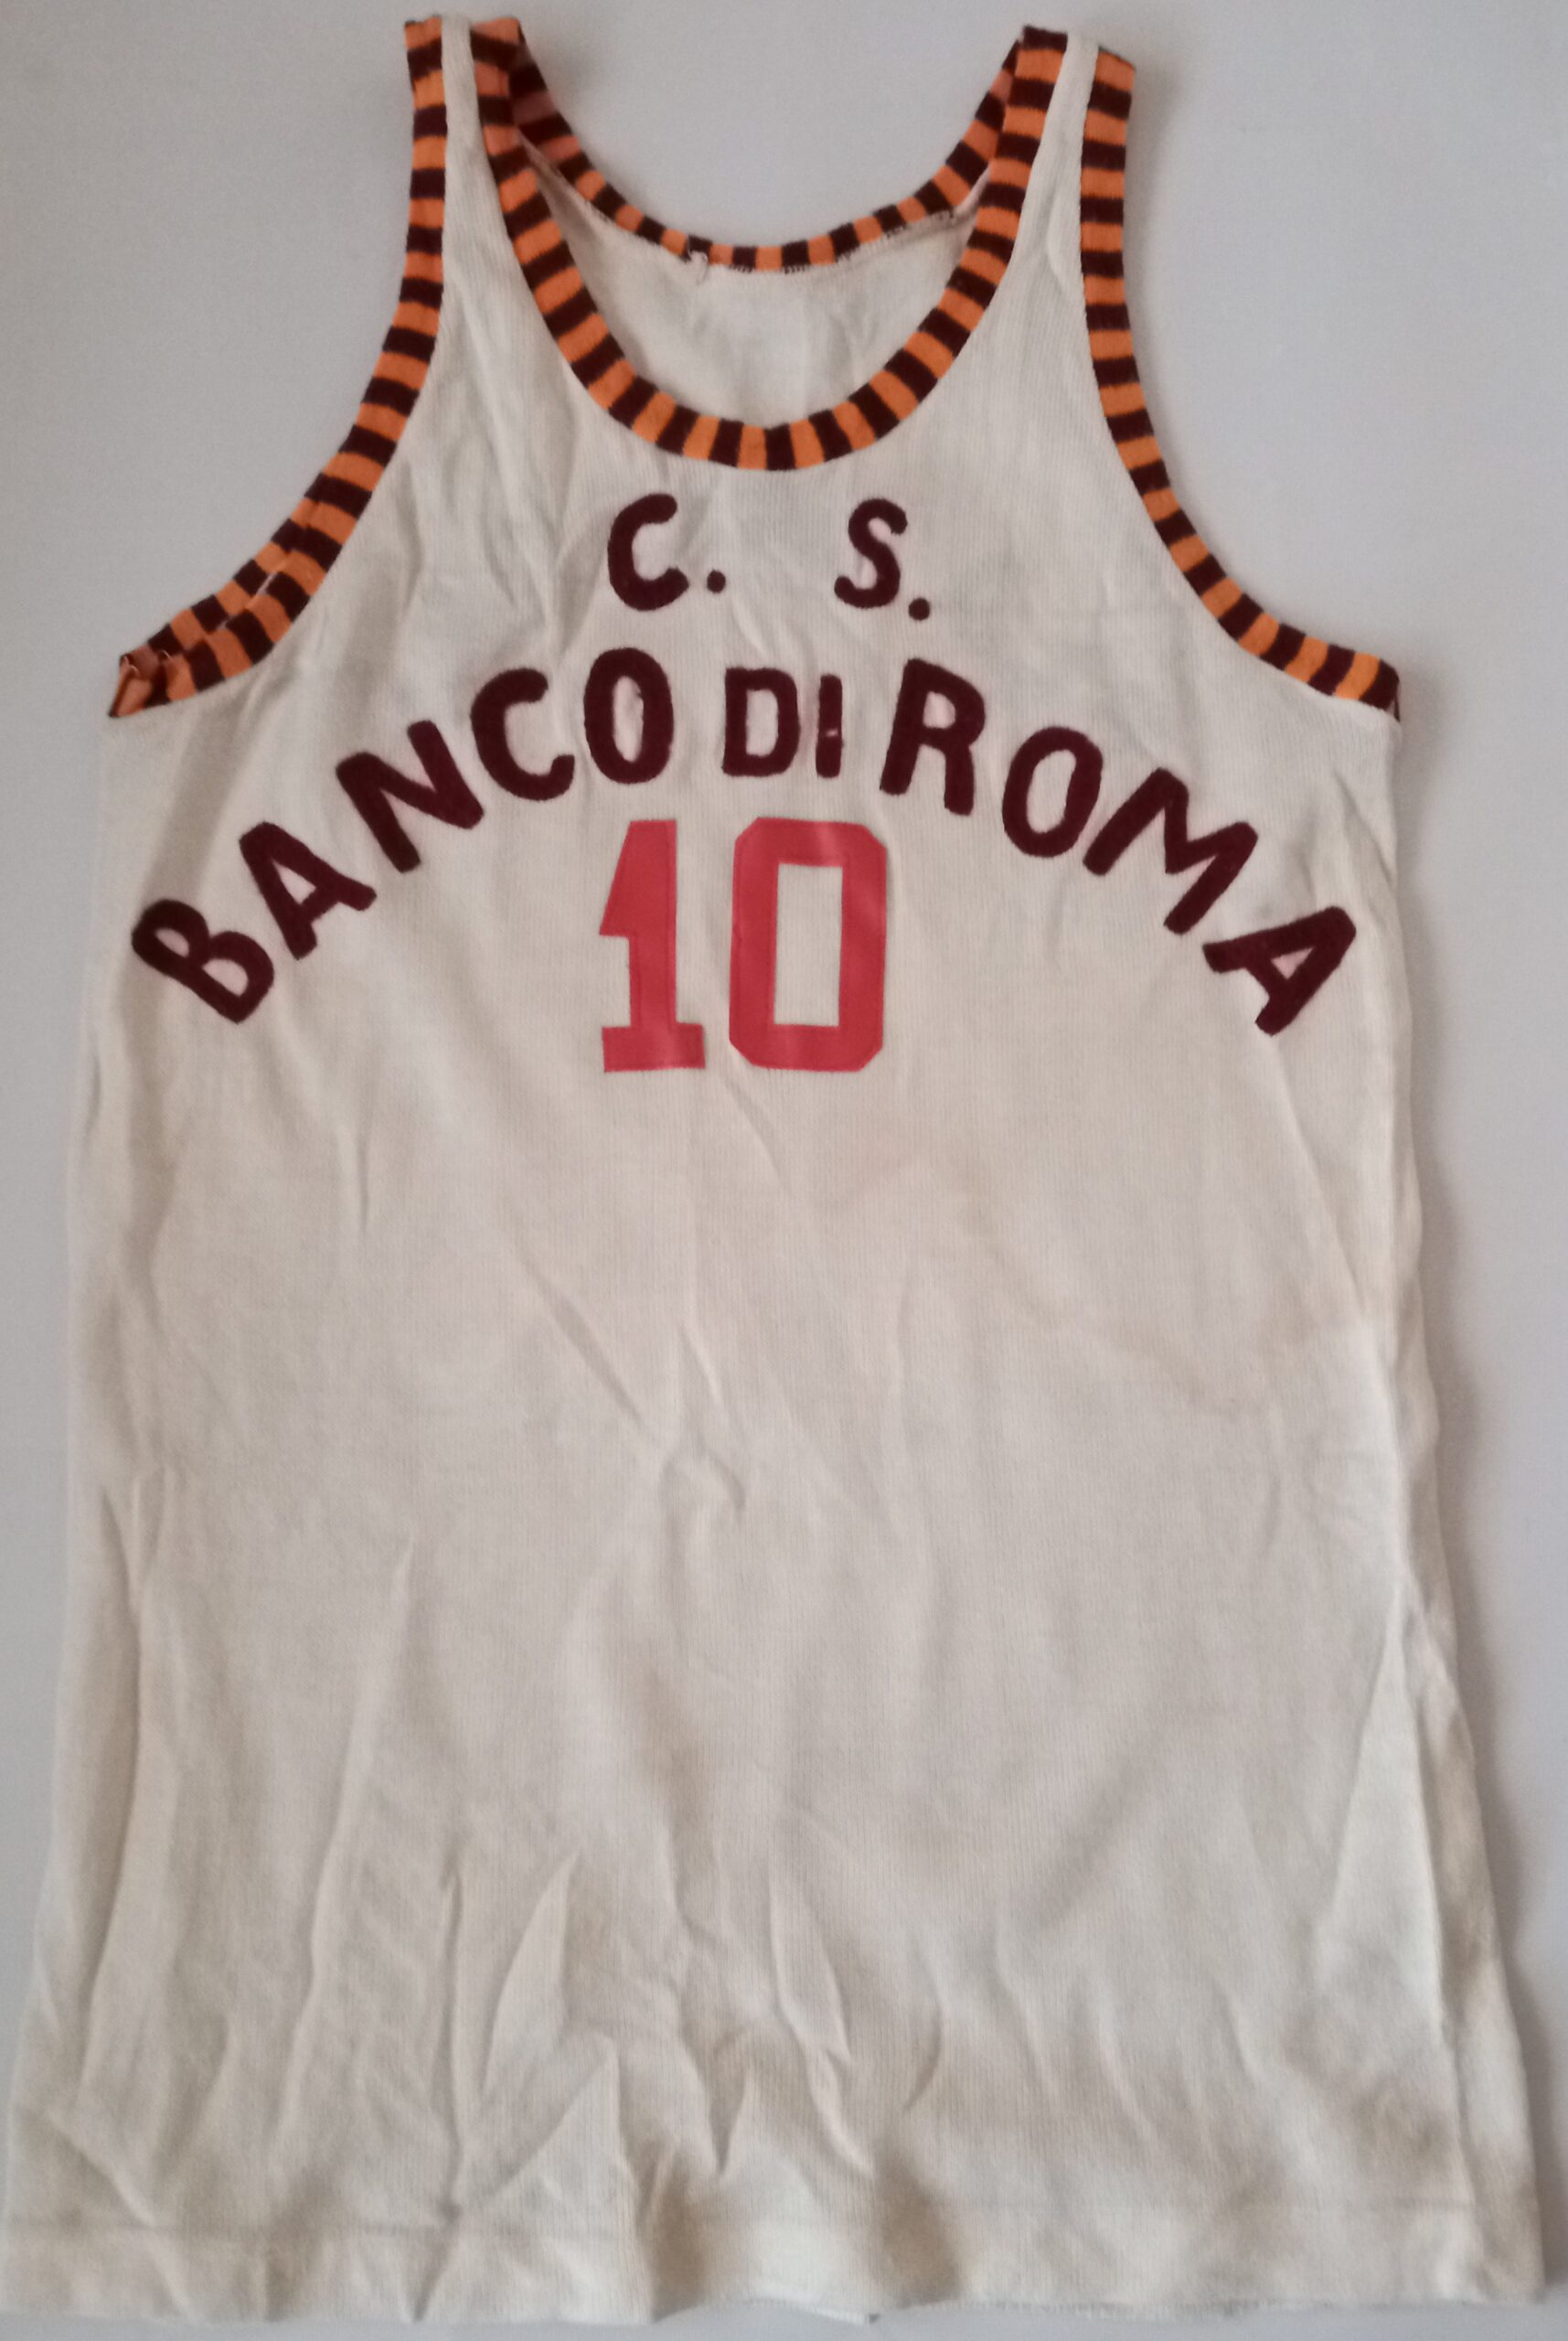 C. S.
BANCO DI ROMA
10